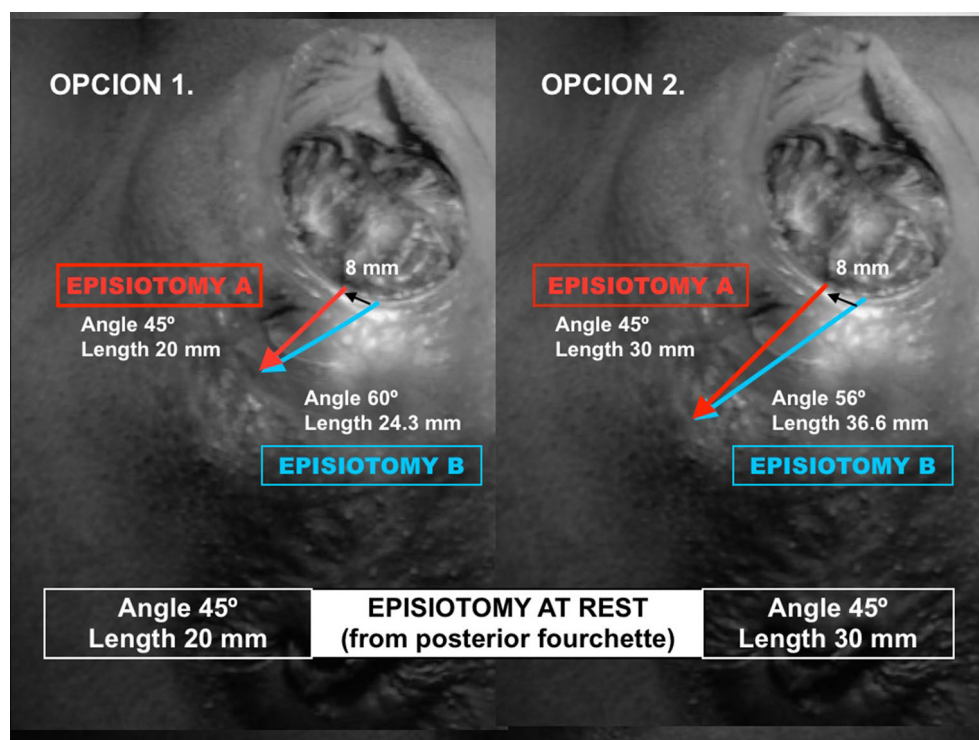 OPCION 1.
8 mm
EPISIOTOMY A
Angle 45º
Length 20 mm
Angle 60º
Length 24.3 mm
EPISIOTOMY B
OPCION 2.
8 mm
EPISIOTOMY A
Angle 45º
Length 30 mm
Angle 56º
Length 36.6 mm
EPISIOTOMY B
Angle 45º
Length 20 mm
EPISIOTOMY AT REST
(from posterior fourchette)
Angle 45º
Length 30 mm